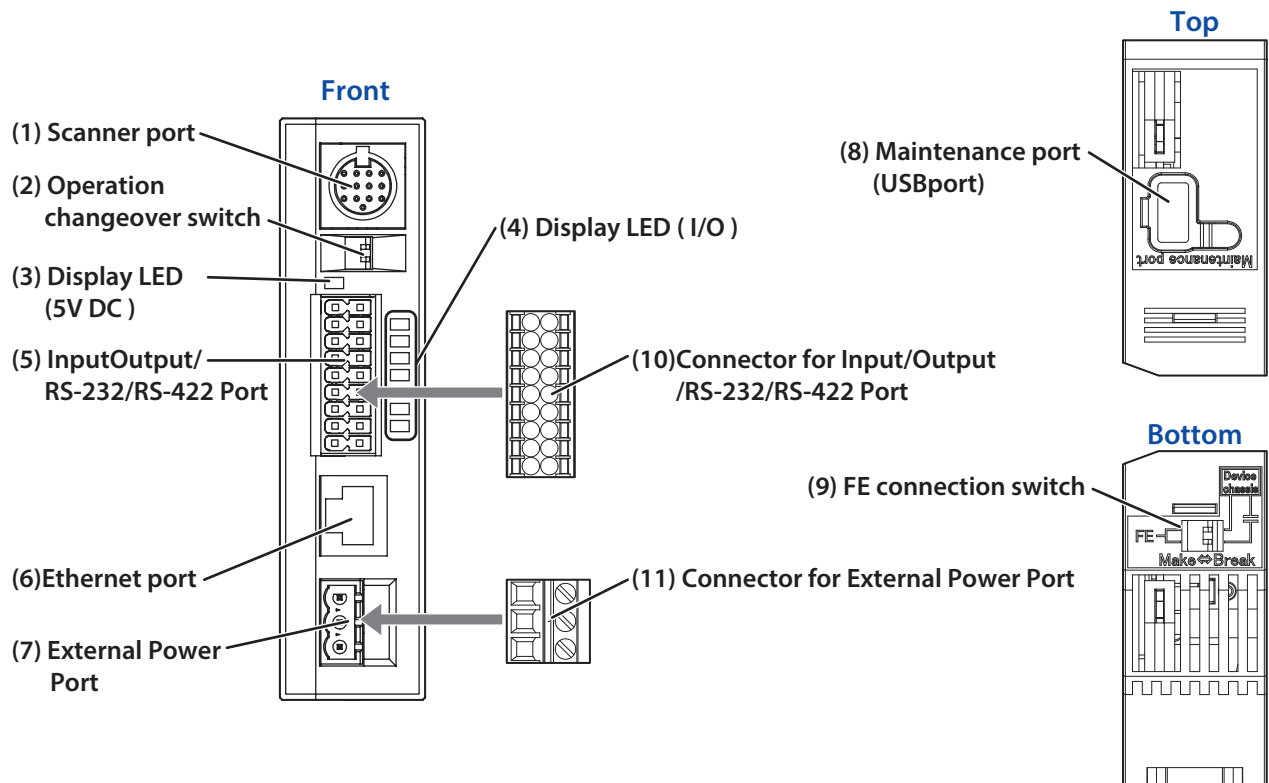 Front
(1) Scanner port
(2) Operation
changeover switch
(3) Display LED
(5V DC )
(4) Display LED ( I/O )
(5) InputOutput/
RS-232/RS-422 Port
(10)Connector for Input/Output
/RS-232/RS-422 Port
(6)Ethernet port
(11) Connector for External Power Port
(7) External Power
Port
Top
(8) Maintenance port
(USBport)
Maintenance
port
Bottom
(9) FE connection switch
Device
chassis
FE
Make⇔Break